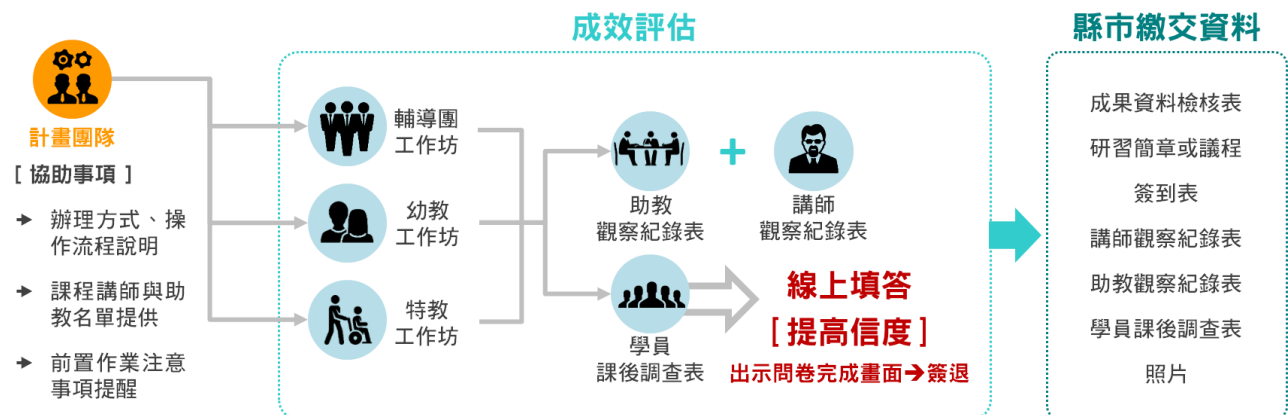 成效評估
縣市繳交資料
計畫團隊
[ 協助事項 ]
➔ 辦理方式、操
作流程說明
➔ 課程講師與助
教名單提供
➔ 前置作業注意
事項提醒
輔導團
工作坊
幼教
工作坊
特教
工作坊
助教
觀察紀錄表
+
講師
觀察紀錄表
學員
課後調查表
線上填答
[ 提高信度 ]
出示問卷完成畫面➔簽退
成果資料檢核表
研習簡章或議程
簽到表
講師觀察紀錄表
助教觀察紀錄表
學員課後調查表
照片